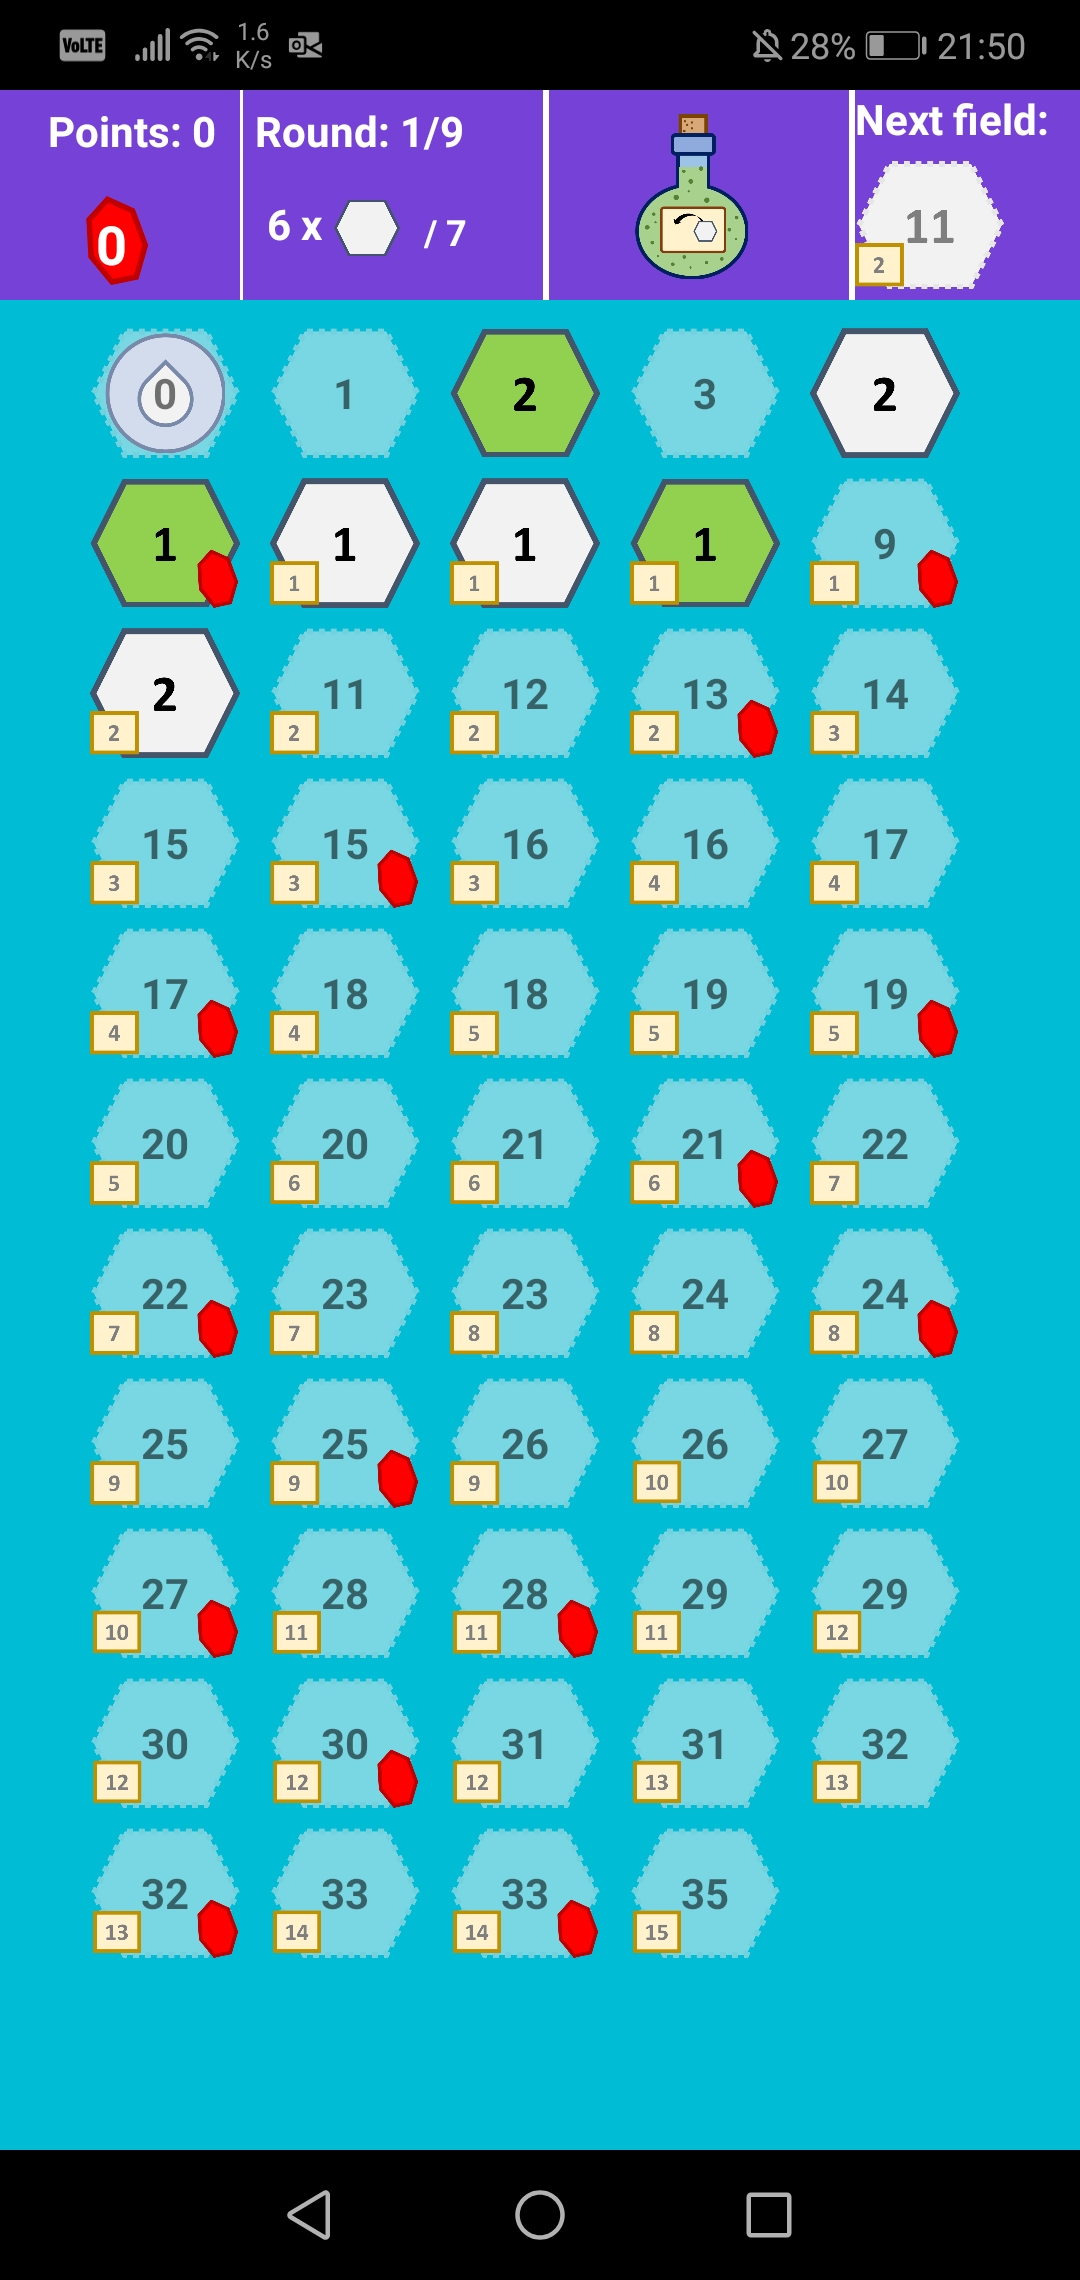 VoLTE 1.6 K/s 28% 21:50
Points: 0 Round: 1/9 Next field:
0 6 x / 7 11
2
0 1 2 3 2
1 1 1 1 9
1 1 1 1
2 11 12 13 14
2 2 2 2 3
15 15 16 16 17
3 3 3 4 4
17 18 18 19 19
4 4 5 5 5
20 20 21 21 22
5 6 6 6 7
22 23 23 24 24
7 7 8 8 8
25 25 26 26 27
9 9 9 10 10
27 28 28 29 29
10 11 11 11 12
30 30 31 31 32
12 12 12 13 13
32 33 33 35
13 14 14 15